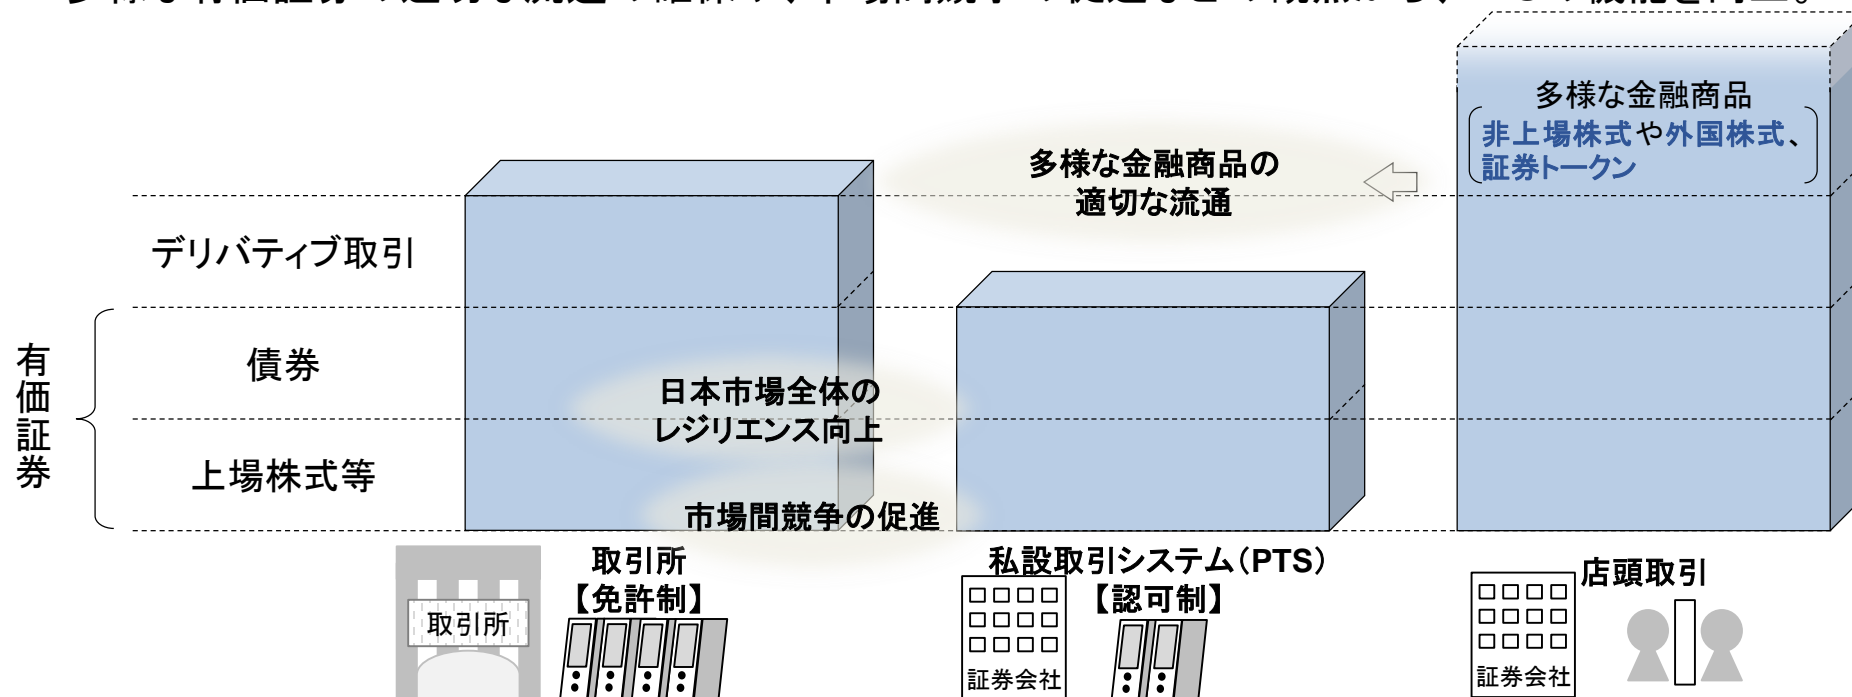 多様な金融商品
非上場株式や外国株式、
証券トークン
多様な金融商品の
適切な流通
デリバティブ取引
有価証券
債券
上場株式等
日本市場全体の
レジリエンス向上
市場間競争の促進
取引所
【免許制】
取引所
私設取引システム(PTS)
【認可制】
証券会社
店頭取引
証券会社